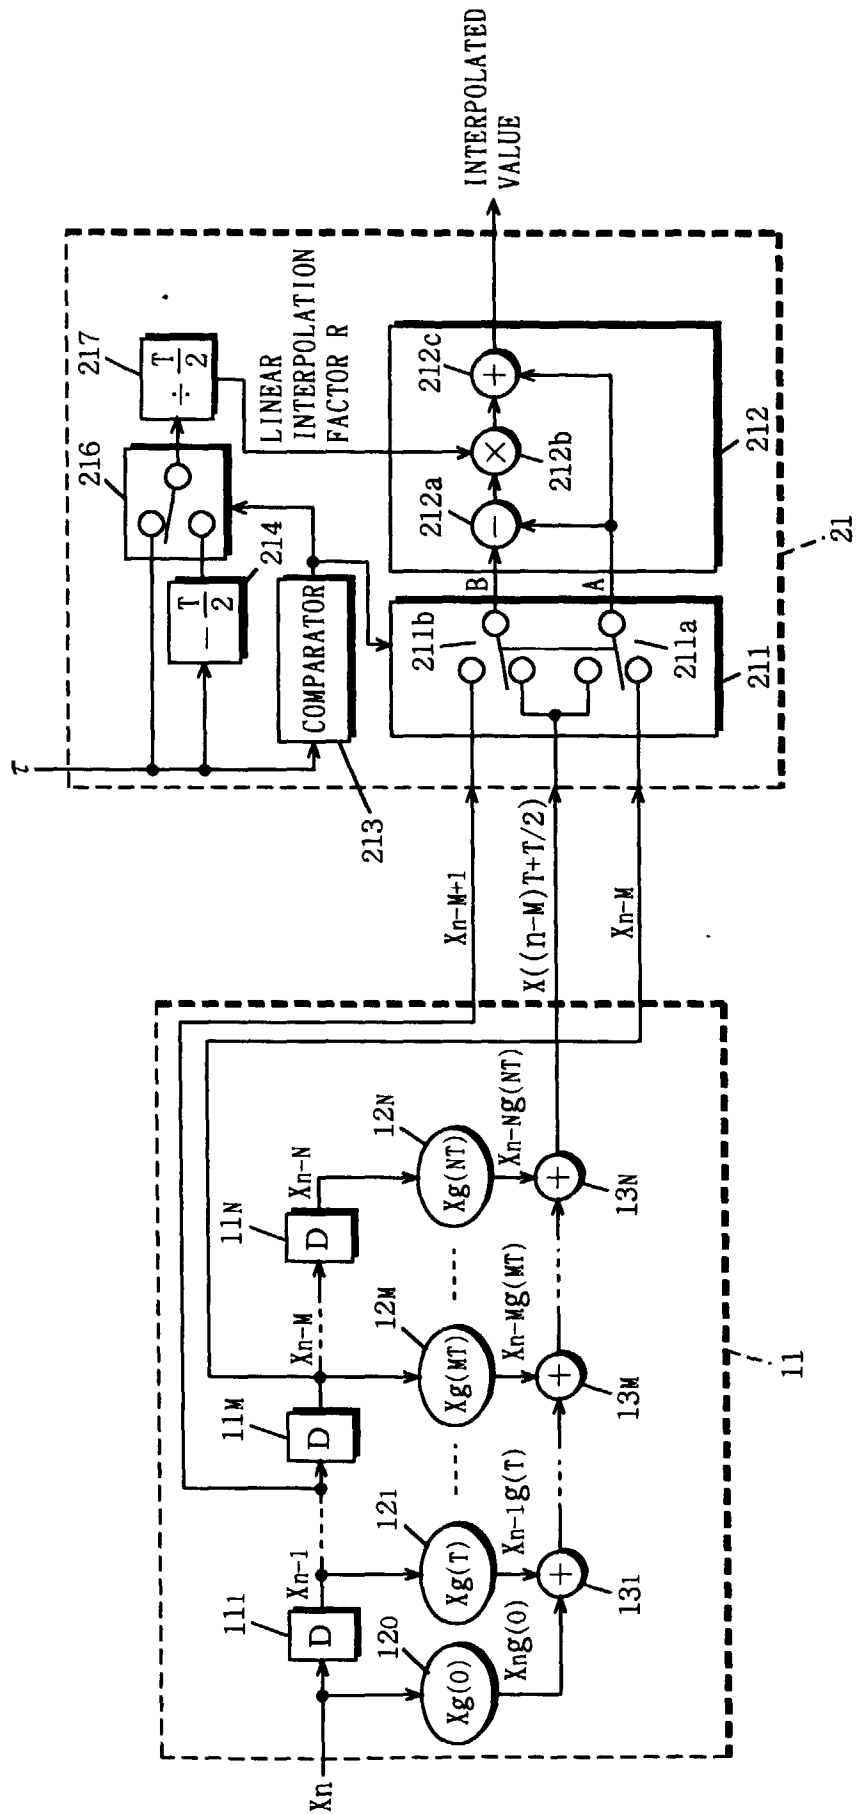 Xn
111
D
Xn-1
11M
D
Xn-M
11N
D
Xn-N
120
Xg(0)
121
Xg(T)
12M
Xg(MT)
12N
Xg(NT)
Xng(0)
Xn-1g(T)
Xn-Mg(MT)
Xn-Ng(NT)
131
13M
13N
11
Xn-M+1
X((n-M)T+T/2)
Xn-M
τ
213
COMPARATOR
- T/2
214
216
÷ T/2
217
LINEAR
INTERPOLATION
FACTOR R
211b
211a
211
B
A
212a
212b
212c
212
21
INTERPOLATED
VALUE